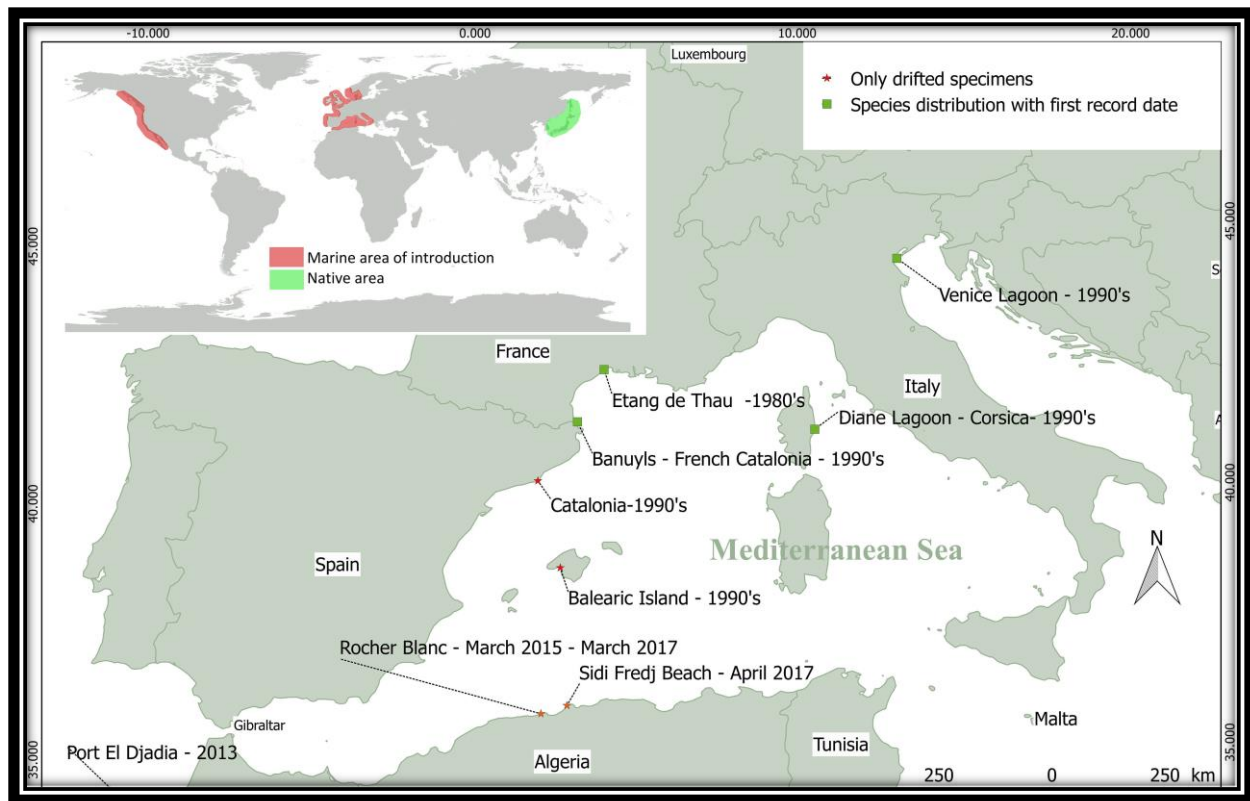 -10.000 0.000 10.000 20.000
Luxembourg
Only drifted specimens
Species distribution with first record date
Marine area of introduction
Native area
45.000 45.000
Venice Lagoon - 1990's
France
Italy
Etang de Thau -1980's
Diane Lagoon - Corsica- 1990's
Banuyls - French Catalonia - 1990's
40.000 40.000
Catalonia-1990's
Mediterranean Sea
N
Spain
Balearic Island - 1990's
Rocher Blanc - March 2015 - March 2017
Sidi Fredj Beach - April 2017
Gibraltar
Malta
Port El Djadia - 2013
Tunisia
Algeria
35.000 35.000
250 0 250 km